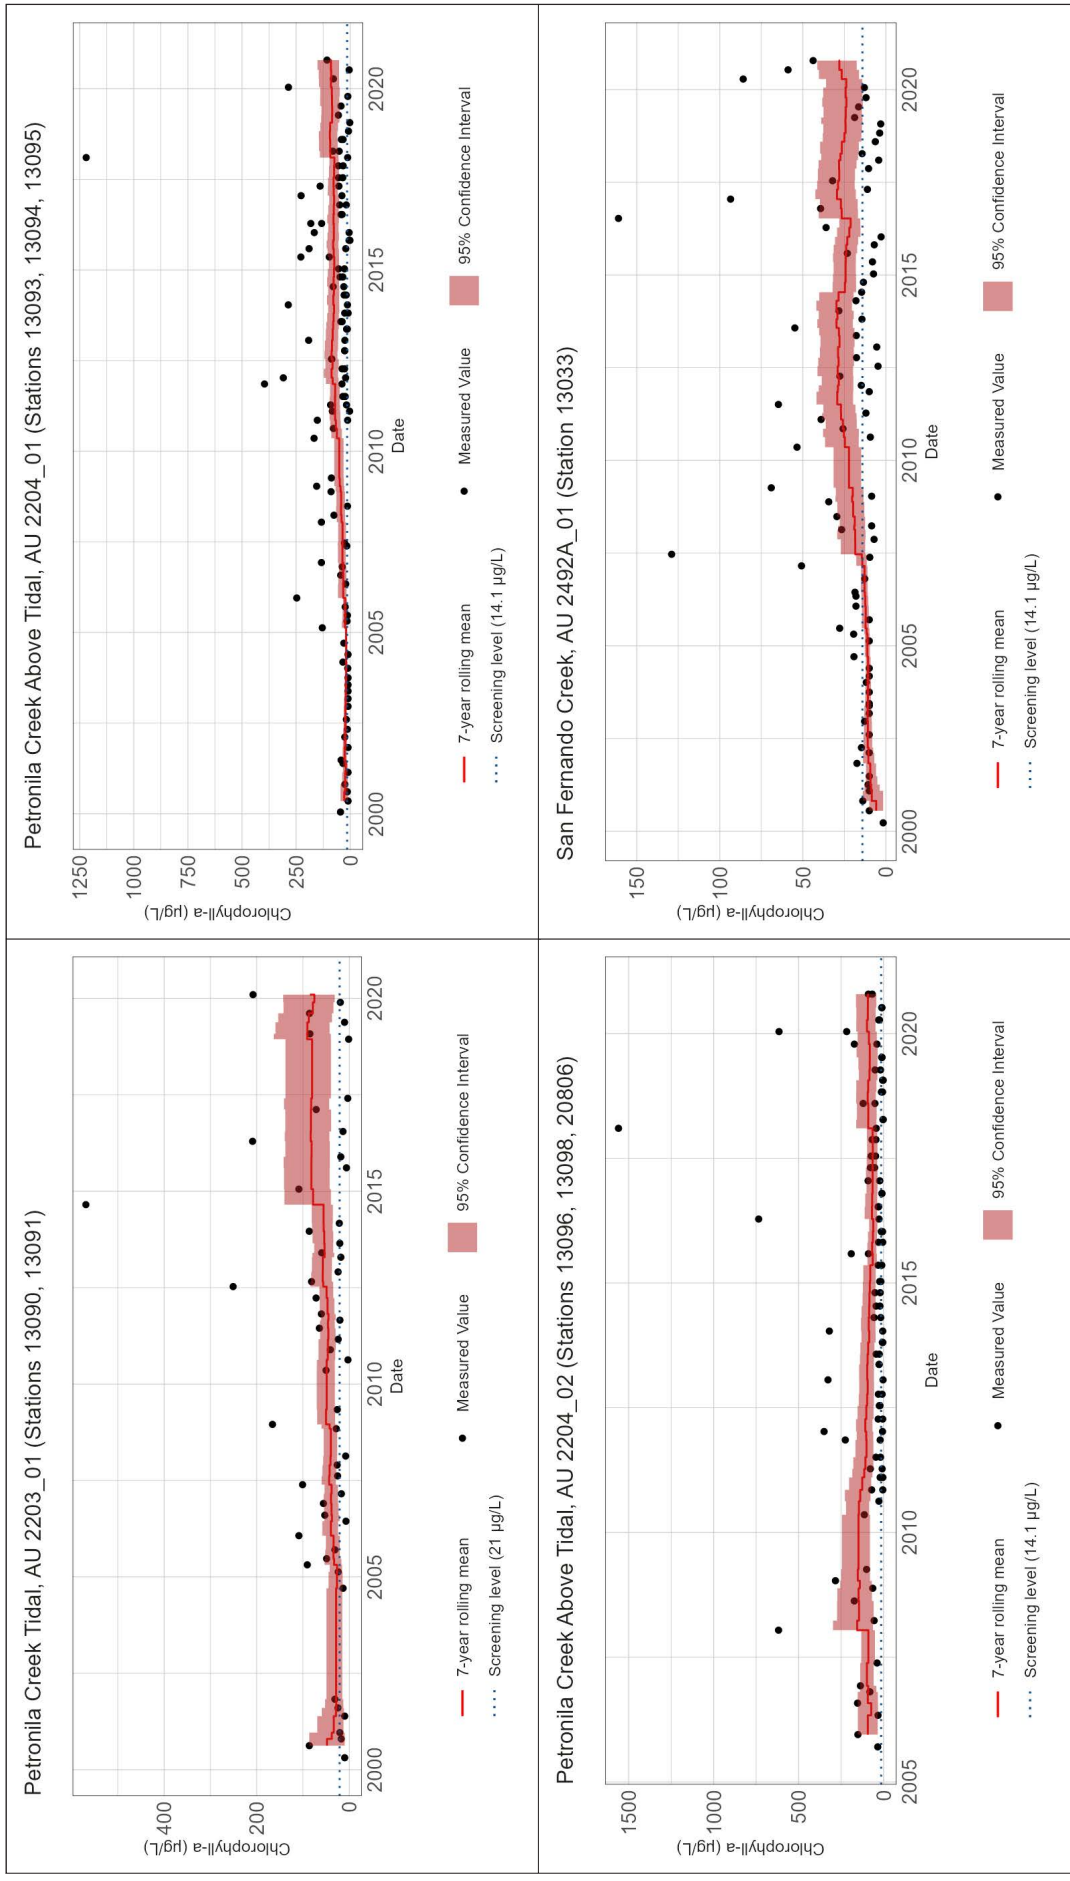 Petronila Creek Tidal, AU 2203_01 (Stations 13090, 13091)
Chlorophyll-a (µg/L)
400
200
0
2000 2005 2010 2015 2020
Date
7-year rolling mean Measured Value 95% Confidence Interval
Screening level (21 µg/L)
Petronila Creek Above Tidal, AU 2204_01 (Stations 13093, 13094, 13095)
Chlorophyll-a (µg/L)
1250
1000
750
500
250
0
2000 2005 2010 2015 2020
Date
7-year rolling mean Measured Value 95% Confidence Interval
Screening level (14.1 µg/L)
Petronila Creek Above Tidal, AU 2204_02 (Stations 13096, 13098, 20806)
Chlorophyll-a (µg/L)
1500
1000
500
0
2005 2010 2015 2020
Date
7-year rolling mean Measured Value 95% Confidence Interval
Screening level (14.1 µg/L)
San Fernando Creek, AU 2492A_01 (Station 13033)
Chlorophyll-a (µg/L)
150
100
50
0
2000 2005 2010 2015 2020
Date
7-year rolling mean Measured Value 95% Confidence Interval
Screening level (14.1 µg/L)